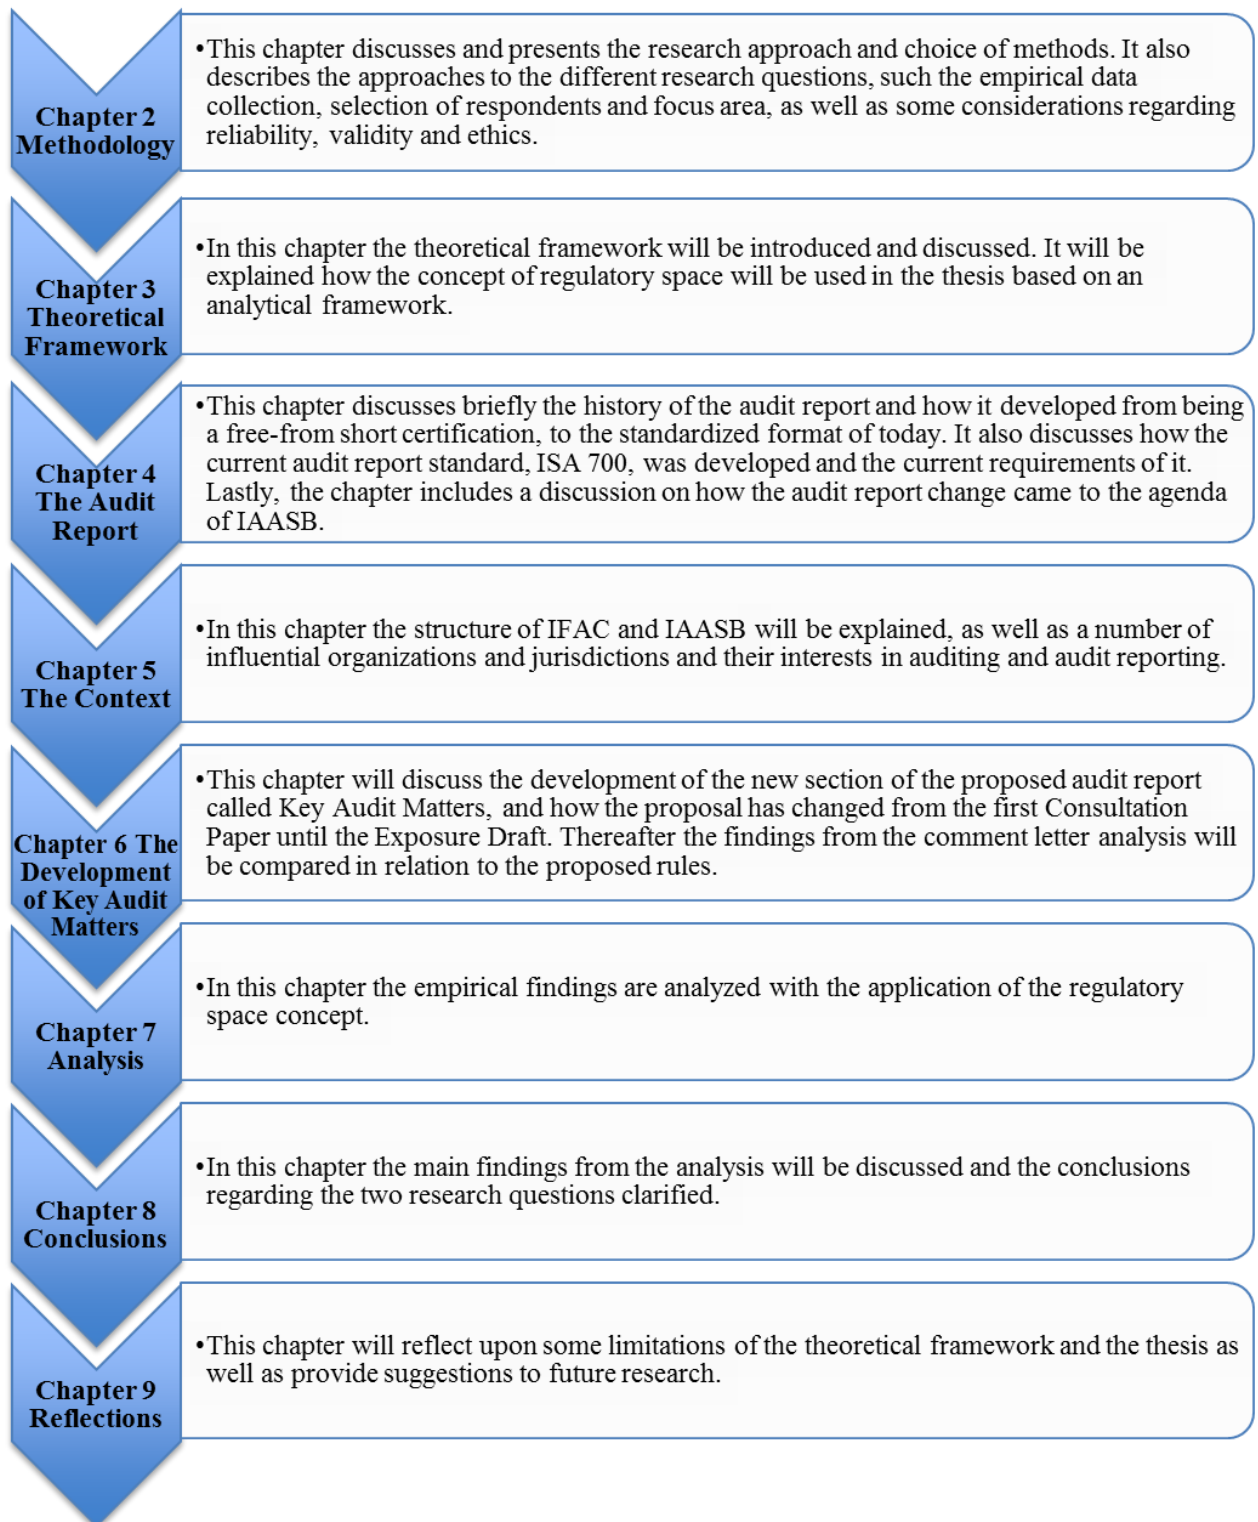 Chapter 2
Methodology
•This chapter discusses and presents the research approach and choice of methods. It also
describes the approaches to the different research questions, such the empirical data
collection, selection of respondents and focus area, as well as some considerations regarding
reliability, validity and ethics.
Chapter 3
Theoretical
Framework
•In this chapter the theoretical framework will be introduced and discussed. It will be
explained how the concept of regulatory space will be used in the thesis based on an
analytical framework.
Chapter 4
The Audit
Report
•This chapter discusses briefly the history of the audit report and how it developed from being
a free-from short certification, to the standardized format of today. It also discusses how the
current audit report standard, ISA 700, was developed and the current requirements of it.
Lastly, the chapter includes a discussion on how the audit report change came to the agenda
of IAASB.
Chapter 5
The Context
•In this chapter the structure of IFAC and IAASB will be explained, as well as a number of
influential organizations and jurisdictions and their interests in auditing and audit reporting.
Chapter 6 The
Development
of Key Audit
Matters
•This chapter will discuss the development of the new section of the proposed audit report
called Key Audit Matters, and how the proposal has changed from the first Consultation
Paper until the Exposure Draft. Thereafter the findings from the comment letter analysis will
be compared in relation to the proposed rules.
Chapter 7
Analysis
•In this chapter the empirical findings are analyzed with the application of the regulatory
space concept.
Chapter 8
Conclusions
•In this chapter the main findings from the analysis will be discussed and the conclusions
regarding the two research questions clarified.
Chapter 9
Reflections
•This chapter will reflect upon some limitations of the theoretical framework and the thesis as
well as provide suggestions to future research.